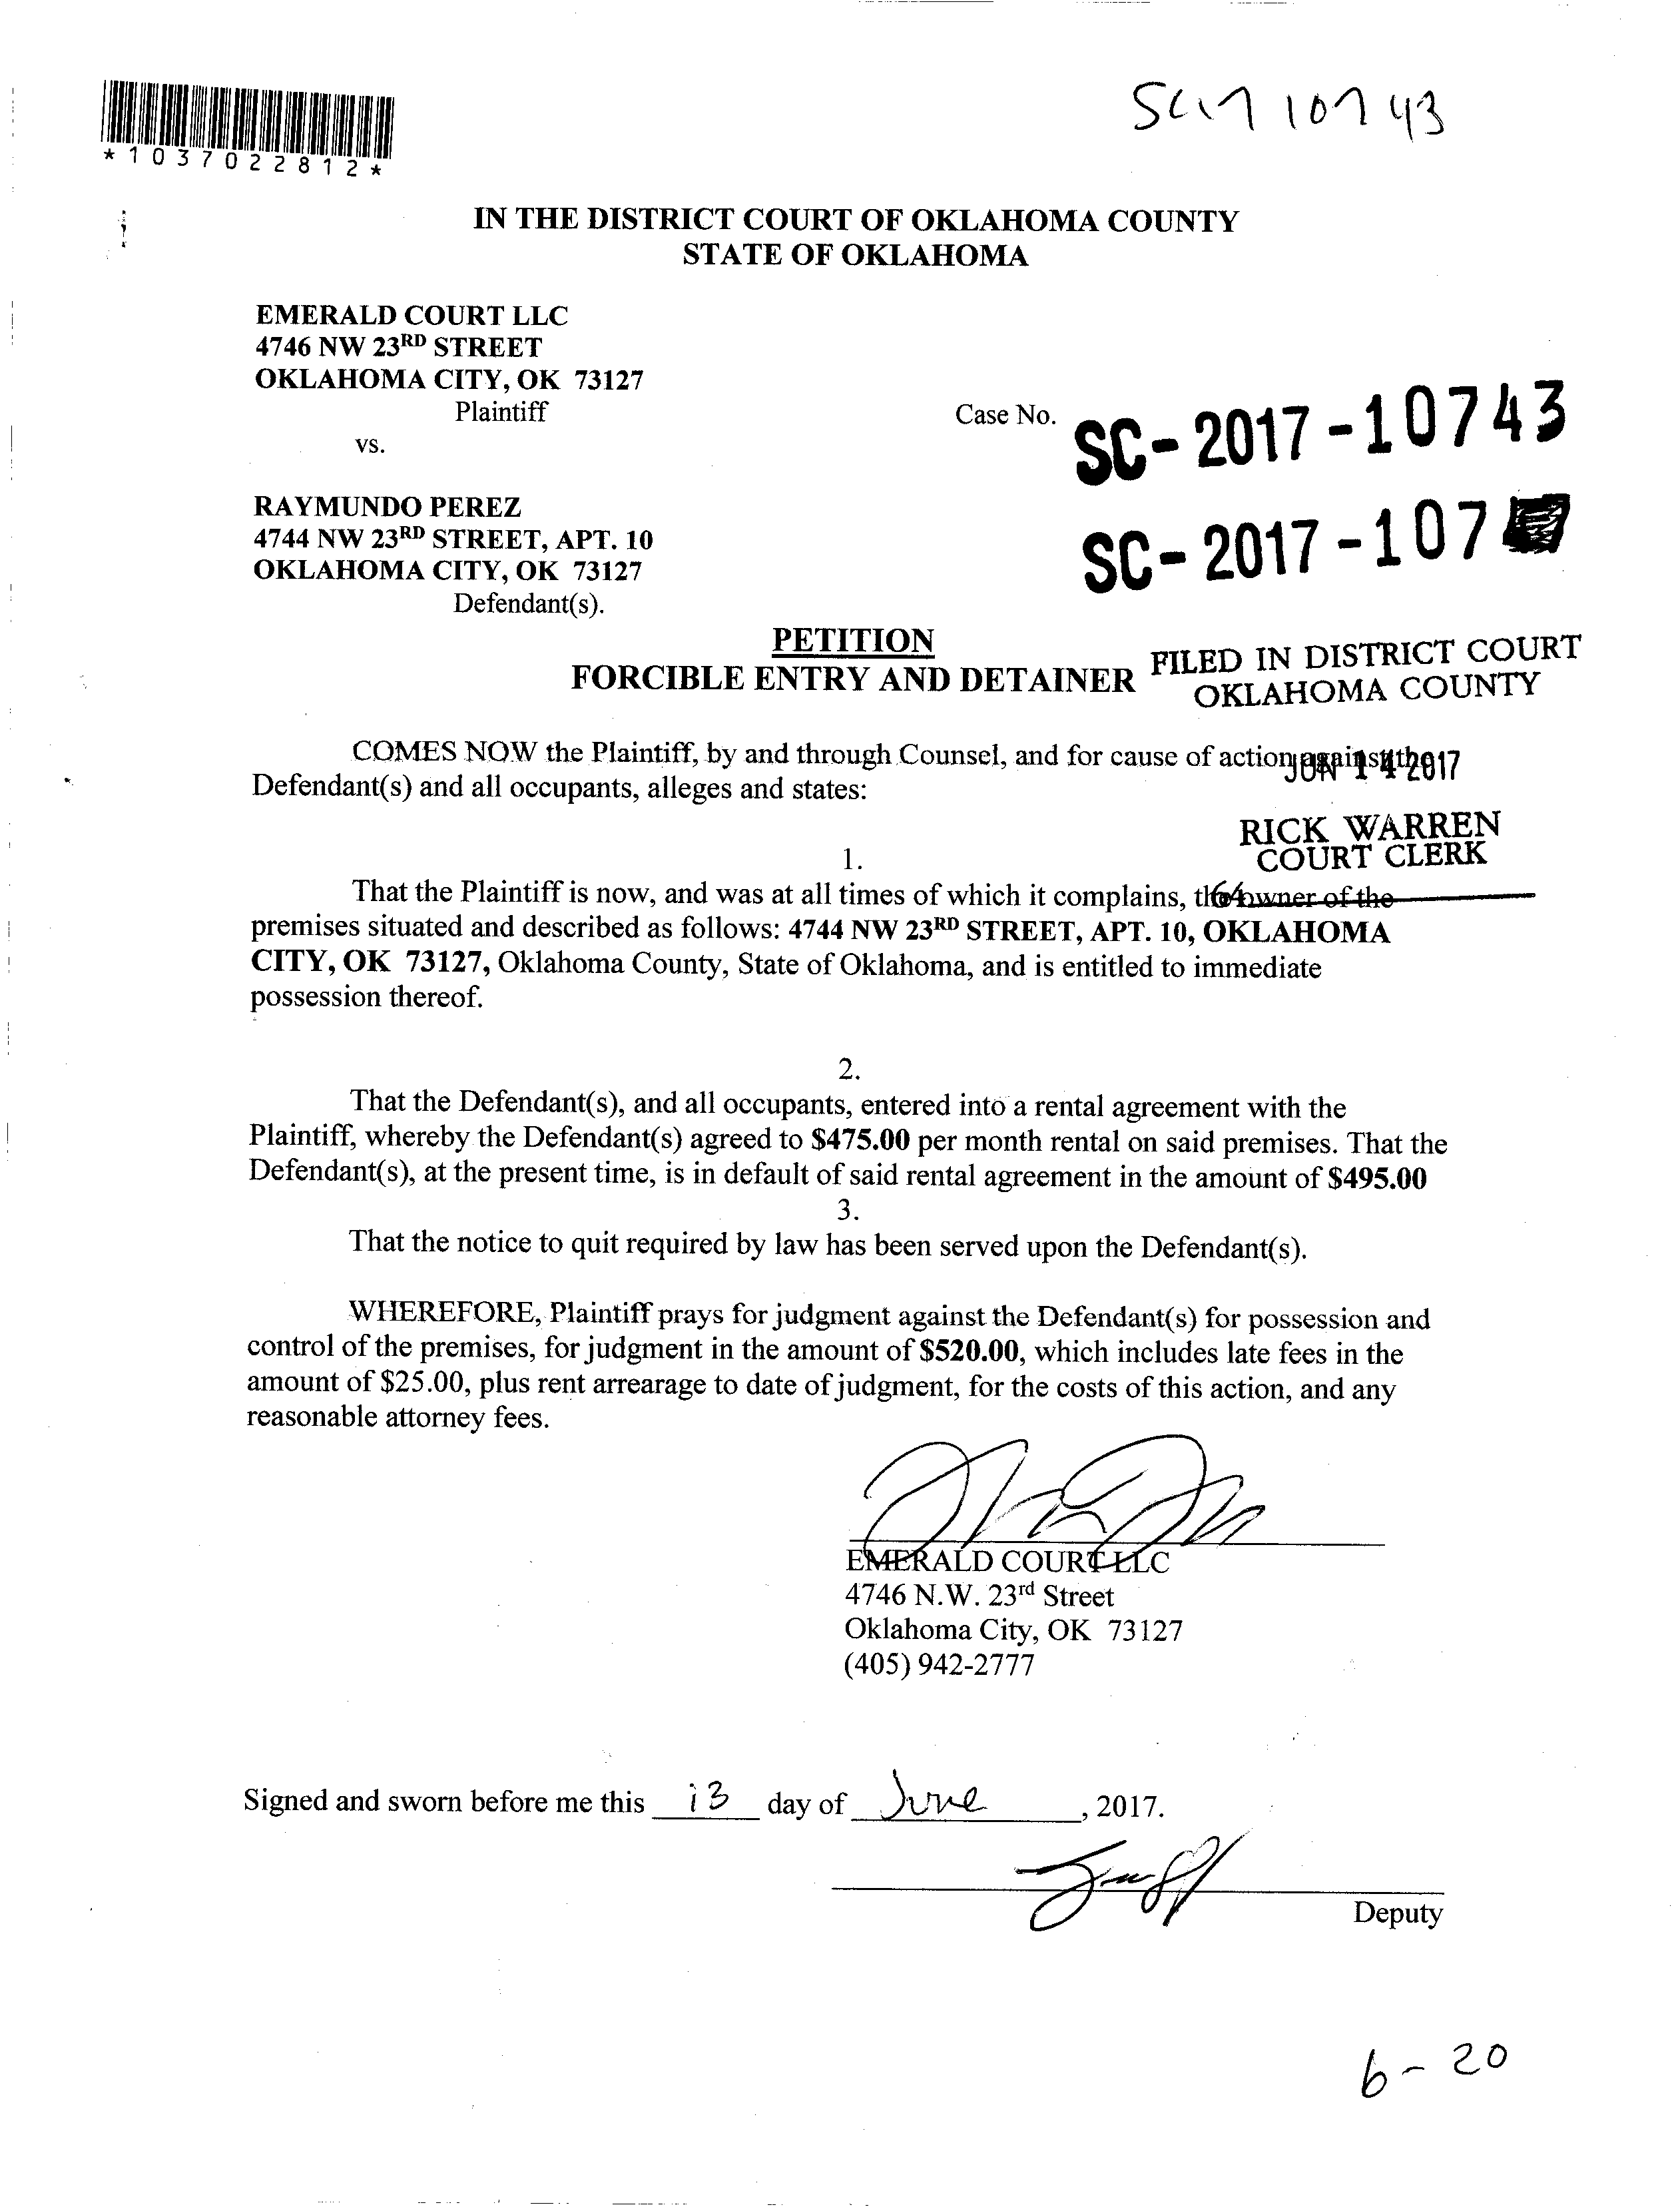 SC17 10743
*1037022812*
IN THE DISTRICT COURT OF OKLAHOMA COUNTY
STATE OF OKLAHOMA
EMERALD COURT LLC
4746 NW 23RD STREET
OKLAHOMA CITY, OK 73127
Plaintiff
vs.
Case No.
SC-2017-10743
RAYMUNDO PEREZ
4744 NW 23RD STREET, APT. 10
OKLAHOMA CITY, OK 73127
Defendant(s).
SC-2017-107
PETITION
FORCIBLE ENTRY AND DETAINER
FILED IN DISTRICT COURT
OKLAHOMA COUNTY
COMES NOW the Plaintiff, by and through Counsel, and for cause of action against the
JUN 14 2017
Defendant(s) and all occupants, alleges and states:
RICK WARREN
COURT CLERK
64
1.
That the Plaintiff is now, and was at all times of which it complains, the owner of the
premises situated and described as follows: 4744 NW 23RD STREET, APT. 10, OKLAHOMA
CITY, OK 73127, Oklahoma County, State of Oklahoma, and is entitled to immediate
possession thereof.
2.
That the Defendant(s), and all occupants, entered into a rental agreement with the
Plaintiff, whereby the Defendant(s) agreed to $475.00 per month rental on said premises. That the
Defendant(s), at the present time, is in default of said rental agreement in the amount of $495.00
3.
That the notice to quit required by law has been served upon the Defendant(s).
WHEREFORE, Plaintiff prays for judgment against the Defendant(s) for possession and
control of the premises, for judgment in the amount of $520.00, which includes late fees in the
amount of $25.00, plus rent arrearage to date of judgment, for the costs of this action, and any
reasonable attorney fees.
EMERALD COURT LLC
4746 N.W. 23rd Street
Oklahoma City, OK 73127
(405) 942-2777
Signed and sworn before me this 13 day of June, 2017.
Deputy
6-20